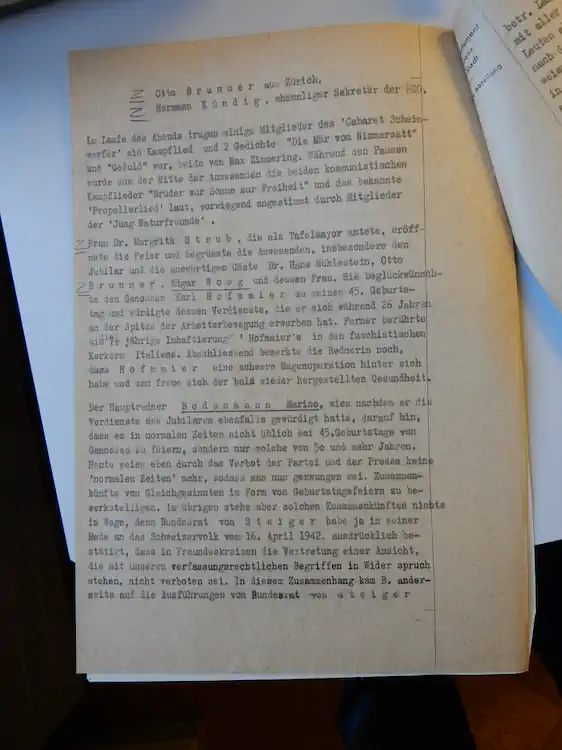 Otto B r u n n e r aus Zürich,
Hermann K ü n d i g , ehemaliger Sekretär der
Im Laufe des Abends trugen einige Mitglieder des 'Cabaret Schein-
werfer' ein Kampflied und 2 Gedichte "Die Mär vom Nimmersatt"
und "Geduld" vor, beide von Max Zimmering. Während den Pausen
wurde aus der Mitte der Anwesenden die beiden kommunistischen
Kampflieder "Brüder zur Sonne zur Freiheit" und das bekannte
'Propellerlied' laut, vorwiegend angestimmt durch Mitglieder
der 'Jung Naturfreunde' .
Frau Dr. Margrith S t r u b , die als Tafelmayor amtete, eröff-
nete die Feier und begrüsste die Anwesenden, insbesondere den
Jubilar und die auswärtigen Gäste Dr. Hans Mühlestein, Otto
B r u n n e r , Edgar W o o g und dessen Frau. Sie beglückwünsch-
te den Genossen Karl H o f m a i e r zu seinem 45. Geburts-
tag und würdigte dessen Verdienste, die er sich während 26 Jahren
an der Spitze der Arbeiterbewegung erworben hat. Ferner berührte
sie jährige Inhaftierung Hofmaier's in den faschistischen
Kerkern Italiens. Abschliessend bemerkte die Rednerin noch,
dass H o f m a i e r eine schwere Magenoperation hinter sich
habe und man freue sich der bald wieder hergestellten Gesundheit.
Der Hauptredner B o d e n m a n n Marino, wies nachdem er die
Verdienste des Jubilaren ebenfalls gewürdigt hatte, darauf hin,
dass es in normalen Zeiten nicht üblich sei 45.Geburtstage von
Genossen zu feiern, sondern nur solche von 50 und mehr Jahren.
Heute seien eben durch das Verbot der Partei und der Presse keine
'normalen Zeiten' mehr, sodass man nun gezwungen sei. Zusammen-
künfte von Gleichgesinnten in Form von Geburtstagsfeiern zu be-
werkstelligen. Im übrigen stehe aber solchen Zusammenkünften nichts
im Wege, denn Bundesrat von S t e i g e r habe ja in seiner
Rede an das Schweizervolk vom 16. April 1942. ausdrücklich be-
stätigt, dass in Freundeskreisen die Vertretung einer Ansicht,
die mit unseren verfassungsrechtlichen Begriffen in Wider spruch
stehen, nicht verboten sei. In diesem Zusammenhang kam B. ander-
seits auf die Ausführungen von Bundesrat von S t e i g e r